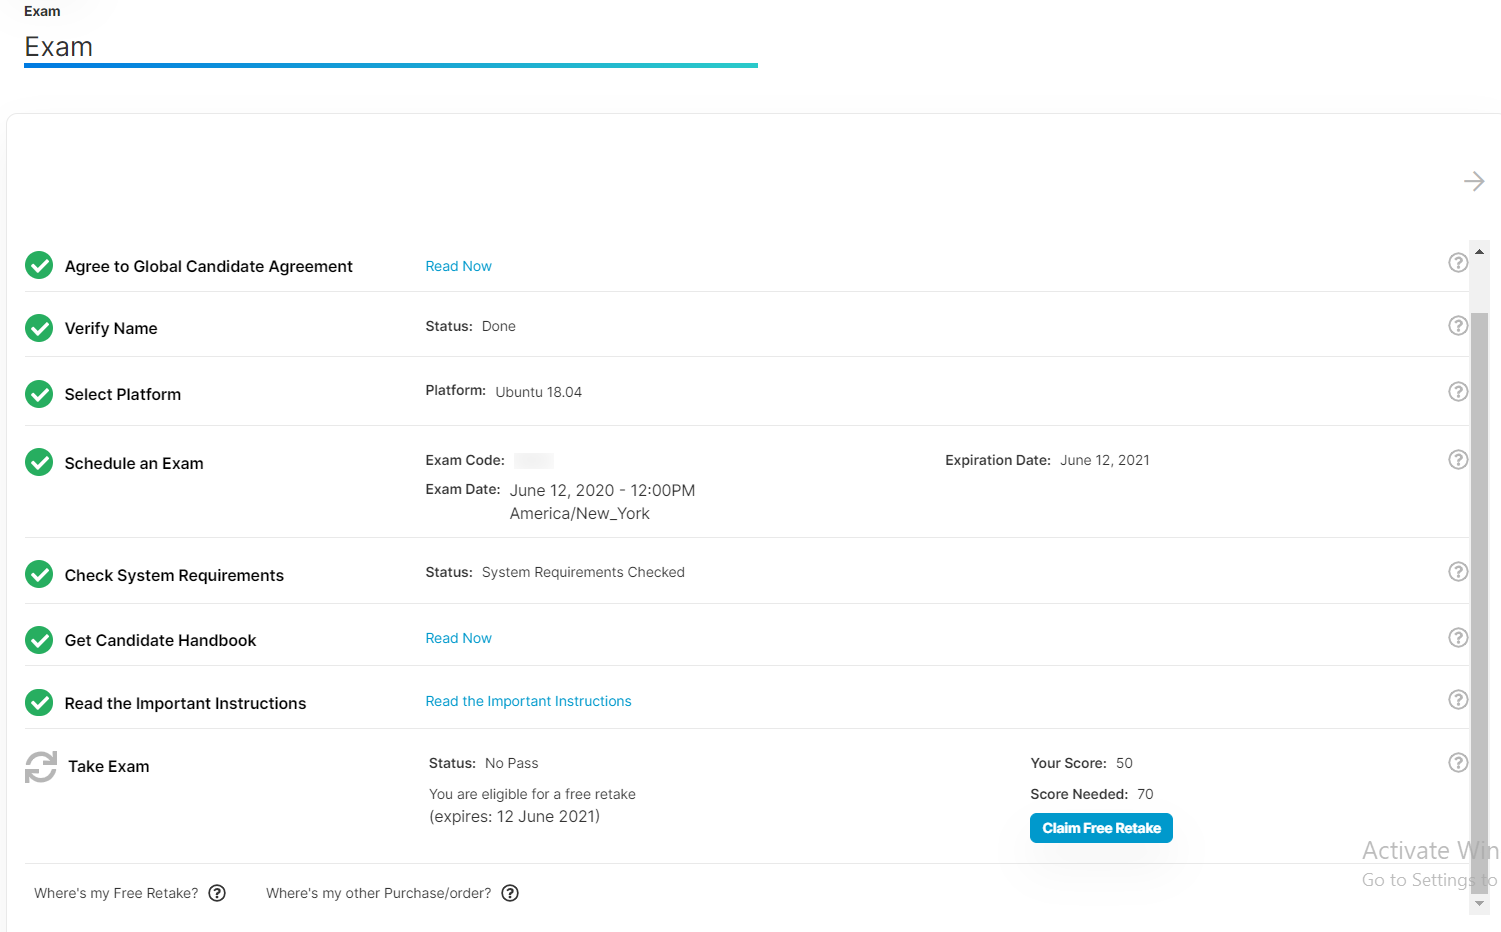 Exam
Exam
Agree to Global Candidate Agreement Read Now ?
Verify Name Status: Done ?
Select Platform Platform: Ubuntu 18.04 ?
Schedule an Exam Exam Code: Expiration Date: June 12, 2021 ?
Exam Date: June 12, 2020 - 12:00PM
America/New_York
Check System Requirements Status: System Requirements Checked ?
Get Candidate Handbook Read Now ?
Read the Important Instructions Read the Important Instructions ?
Take Exam Status: No Pass Your Score: 50 ?
You are eligible for a free retake Score Needed: 70
(expires: 12 June 2021)
Claim Free Retake
Activate Win
Go to Settings to
Where's my Free Retake? ? Where's my other Purchase/order? ?